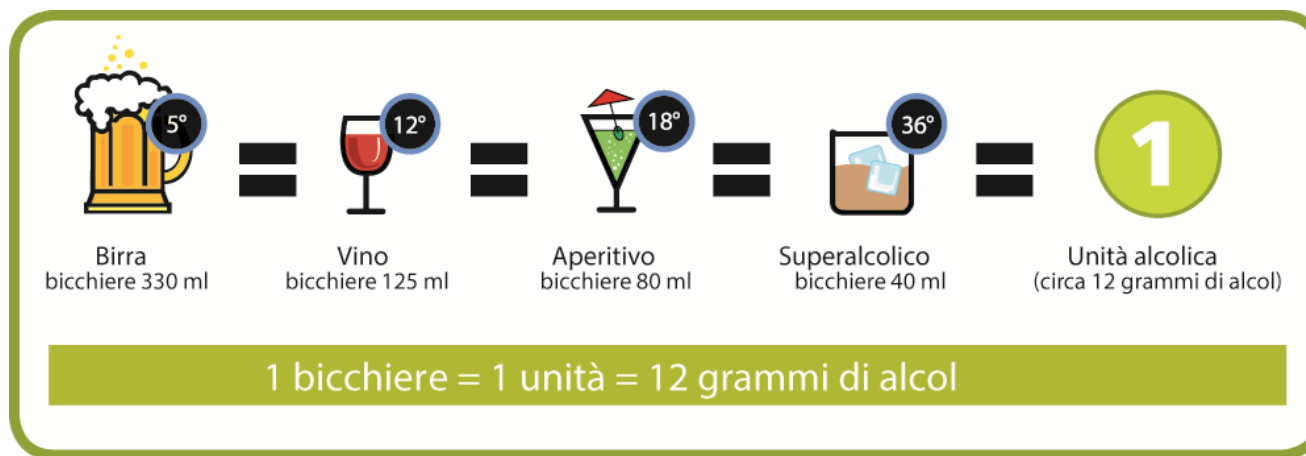 5°
12°
18°
36°
1
Birra
bicchiere 330 ml
Vino
bicchiere 125 ml
Aperitivo
bicchiere 80 ml
Superalcolico
bicchiere 40 ml
Unità alcolica
(circa 12 grammi di alcol)
1 bicchiere = 1 unità = 12 grammi di alcol